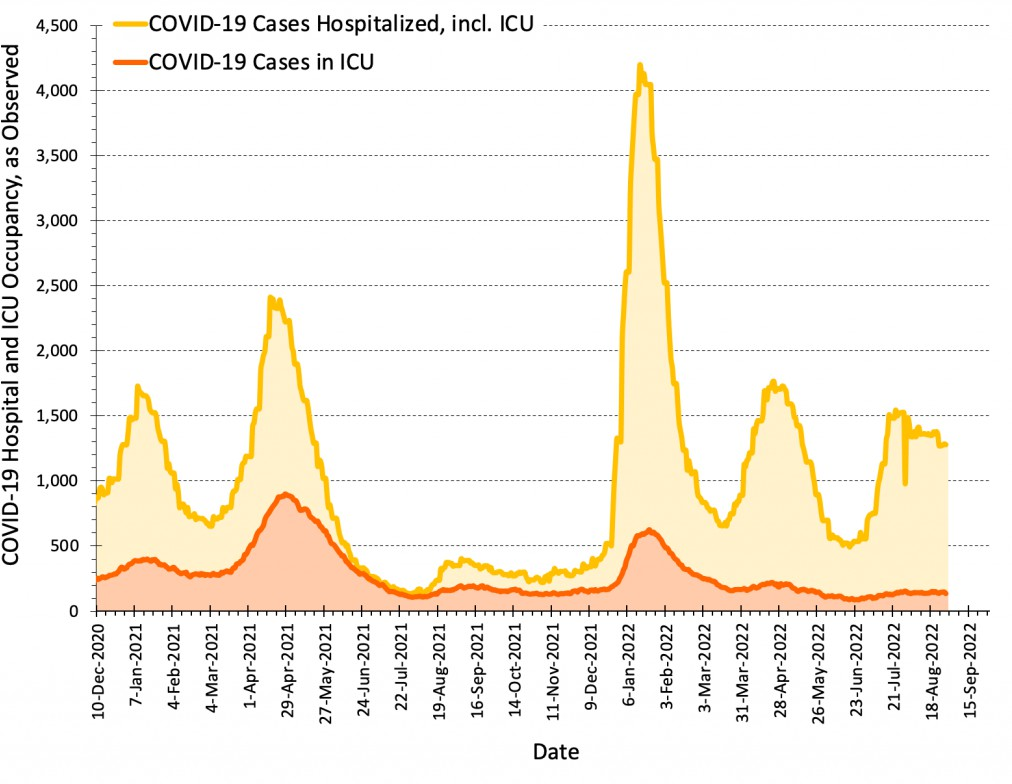 COVID-19 Cases Hospitalized, incl. ICU
COVID-19 Cases in ICU
COVID-19 Hospital and ICU Occupancy, as Observed
4,500
4,000
3,500
3,000
2,500
2,000
1,500
1,000
500
0
10-Dec-2020
7-Jan-2021
4-Feb-2021
4-Mar-2021
1-Apr-2021
29-Apr-2021
27-May-2021
24-Jun-2021
22-Jul-2021
19-Aug-2021
16-Sep-2021
14-Oct-2021
11-Nov-2021
9-Dec-2021
6-Jan-2022
3-Feb-2022
3-Mar-2022
31-Mar-2022
28-Apr-2022
26-May-2022
23-Jun-2022
21-Jul-2022
18-Aug-2022
15-Sep-2022
Date